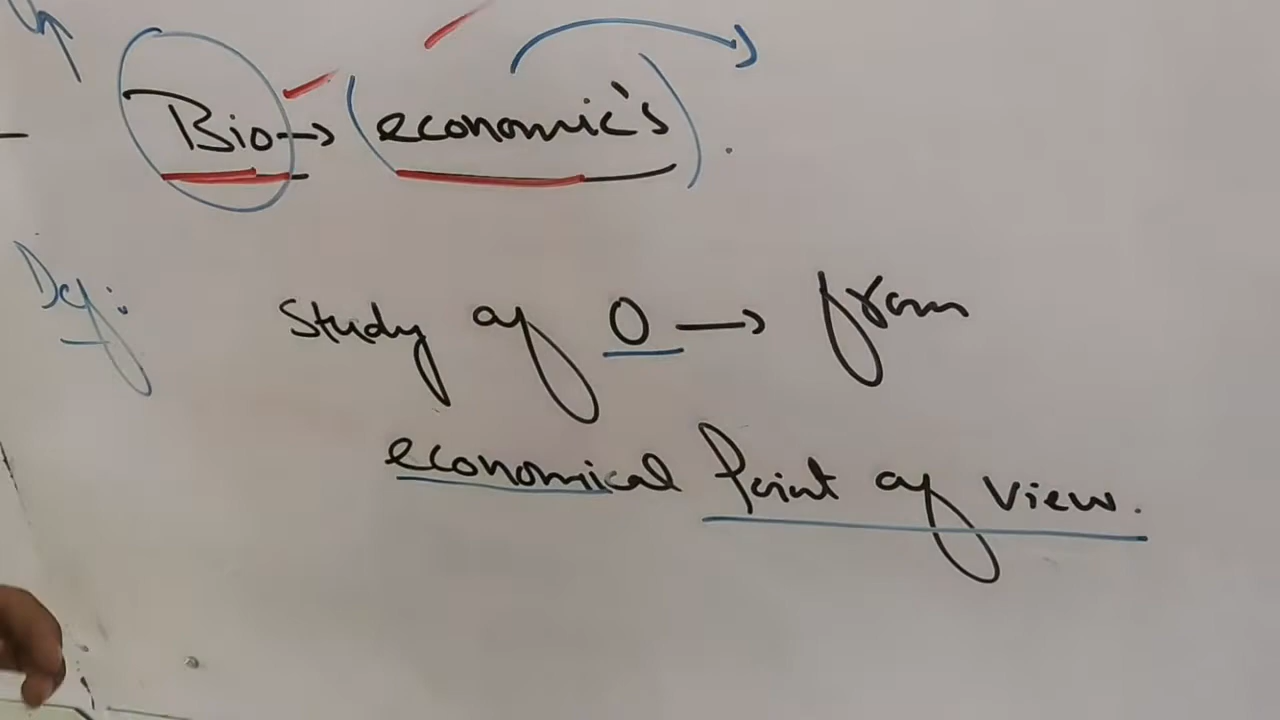 Bio → (economic's)
Def:
Study of O → from
economical Point of view.